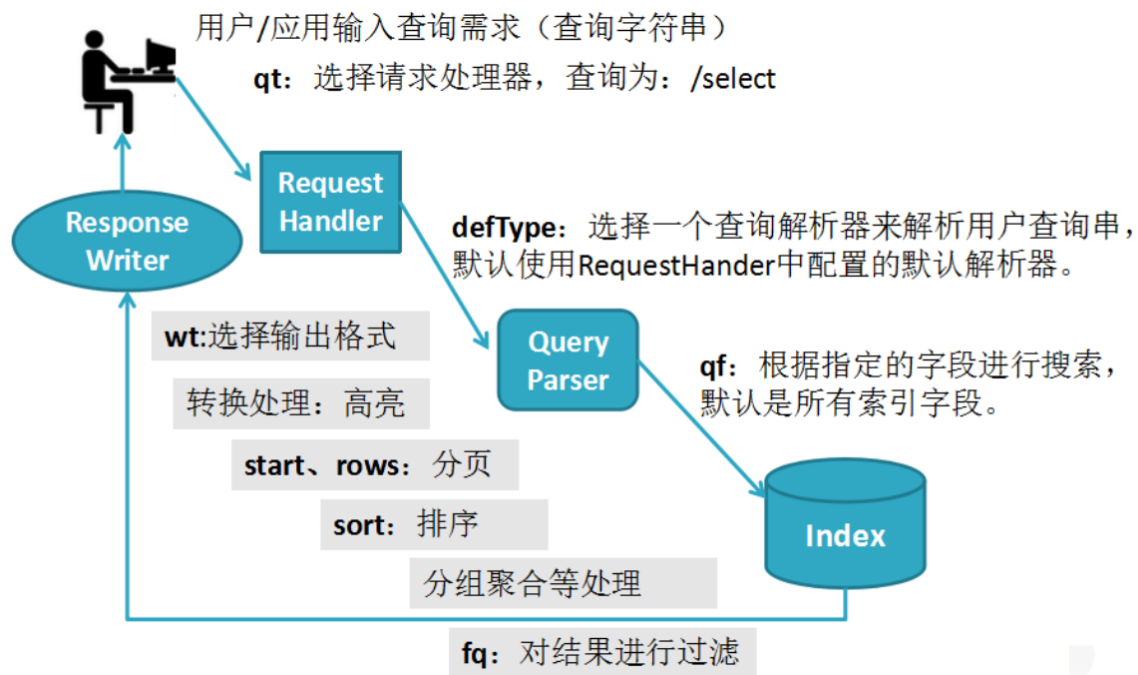 用户/应用输入查询需求（查询字符串）
qt：选择请求处理器，查询为：/select
Request
Handler
Response
Writer
defType：选择一个查询解析器来解析用户查询串，
默认使用RequestHander中配置的默认解析器。
wt:选择输出格式
Query
Parser
qf：根据指定的字段进行搜索，
默认是所有索引字段。
转换处理：高亮
start、rows：分页
sort：排序
Index
分组聚合等处理
fq：对结果进行过滤